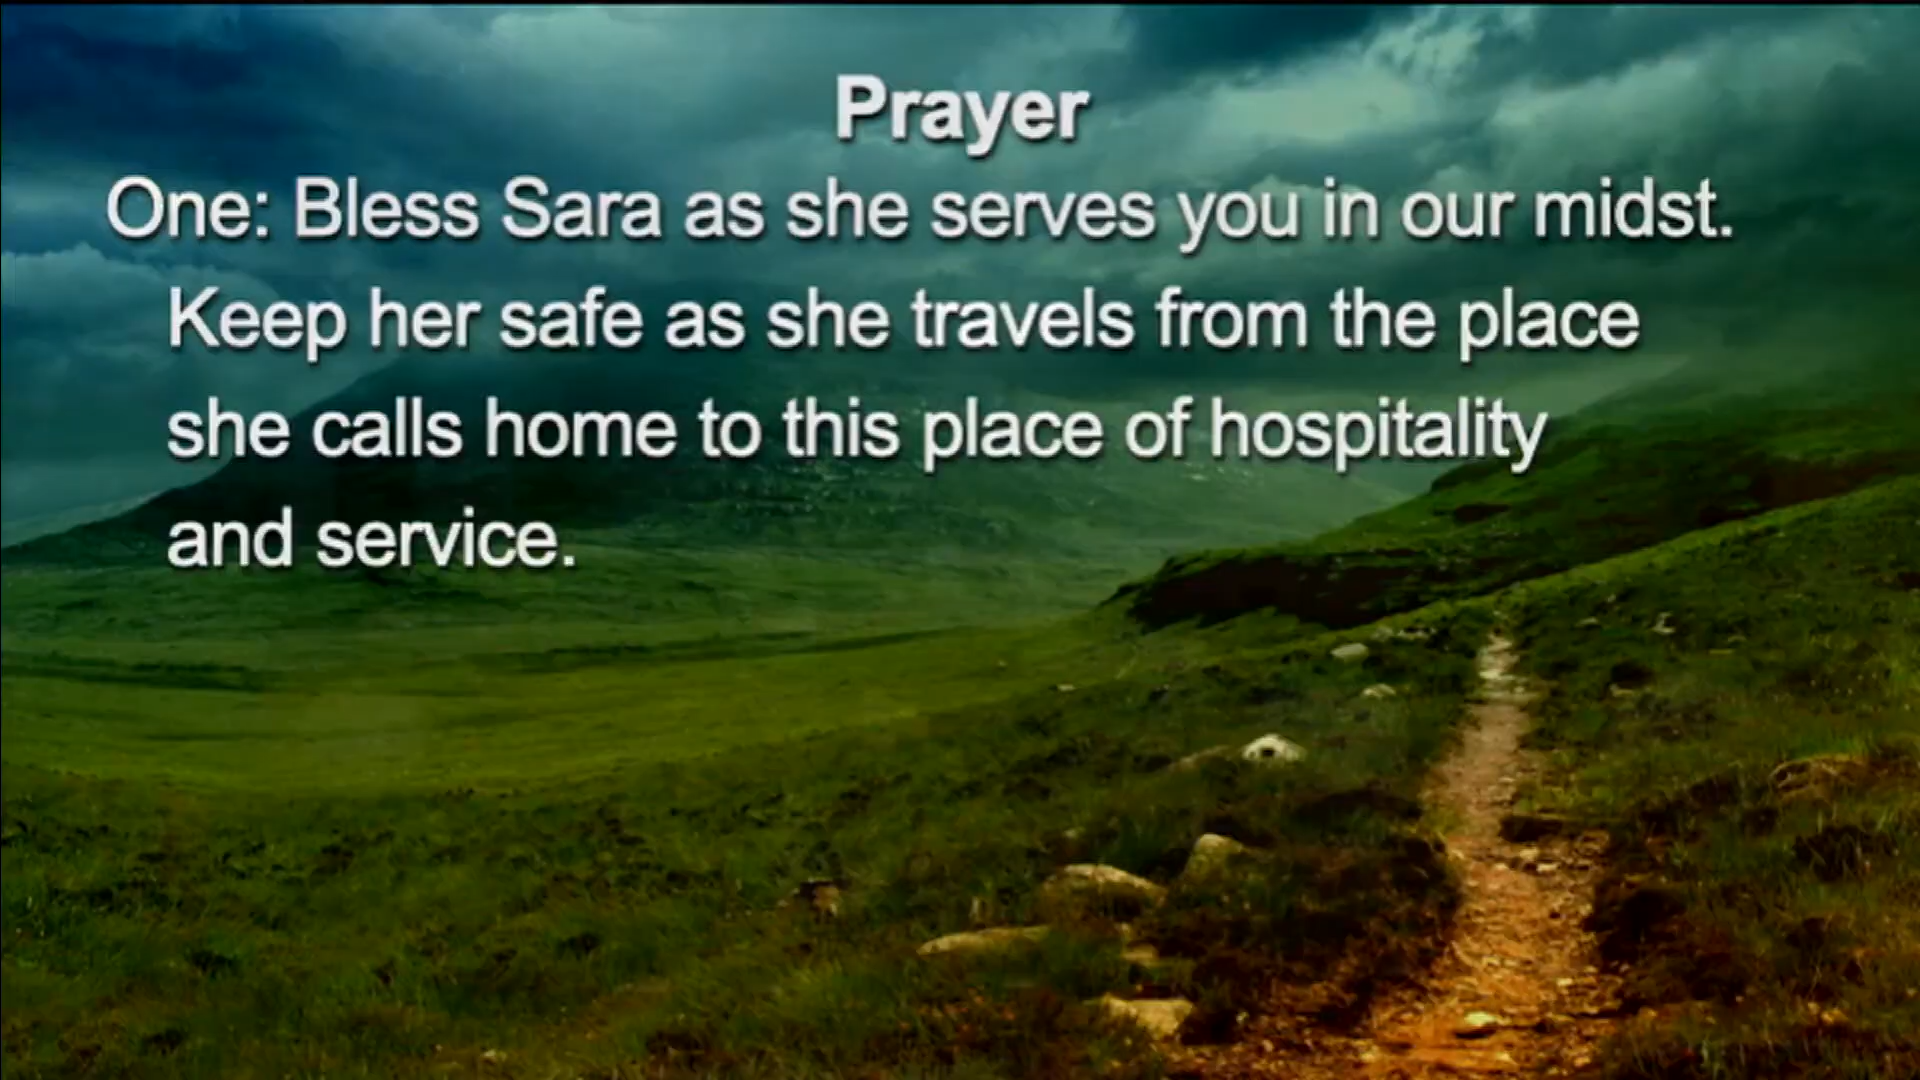 Prayer
One: Bless Sara as she serves you in our midst.
Keep her safe as she travels from the place
she calls home to this place of hospitality
and service.